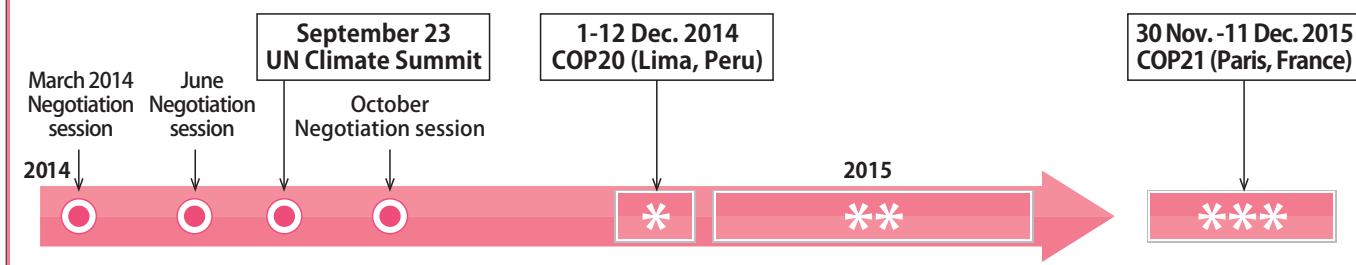 September 23
UN Climate Summit
1-12 Dec. 2014
COP20 (Lima, Peru)
30 Nov. -11 Dec. 2015
COP21 (Paris, France)
March 2014
Negotiation
session
June
Negotiation
session
October
Negotiation session
2014
2015
*
**
***